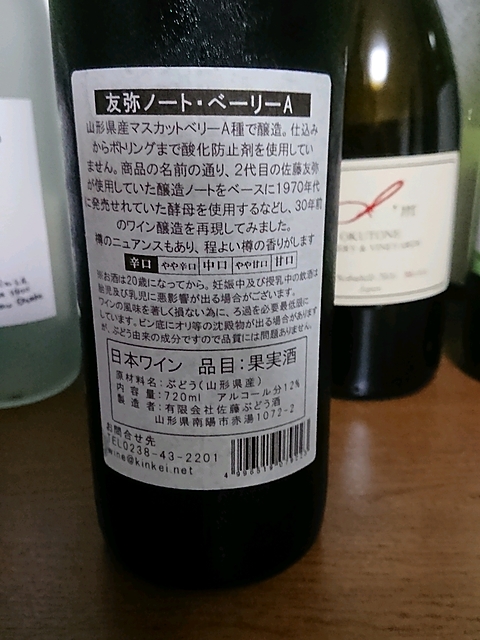 友弥ノート・ベーリーA
山形県産マスカットベリーA種で醸造。仕込み
からボトリングまで酸化防止剤を使用してい
ません。商品の名前の通り、2代目の佐藤友弥
が使用していた醸造ノートをベースに1970年代
に発売されていた酵母を使用するなどし、30年前
のワイン醸造を再現してみました。
樽のニュアンスもあり、程よい樽の香りがします
辛口 やや辛口 中口 やや甘口 甘口
※お酒は20歳になってから。妊娠中及び授乳中の飲酒は
胎児及び乳児に悪影響が出る場合がございます。
ワインの風味を著しく損ない為に、ろ過を必要最低限に
しています。ビン底にオリ等の沈殿物が出る場合があります
が、ぶどう由来の成分ですので品質には問題ありません。
日本ワイン 品目:果実酒
原材料名:ぶどう(山形県産)
内容量:720ml アルコール分12%
製造者:有限会社佐藤ぶどう酒
山形県南陽市赤湯1072-2
お問合せ先
TEL0238-43-2201
wine@kinkei.net
OKUTONE